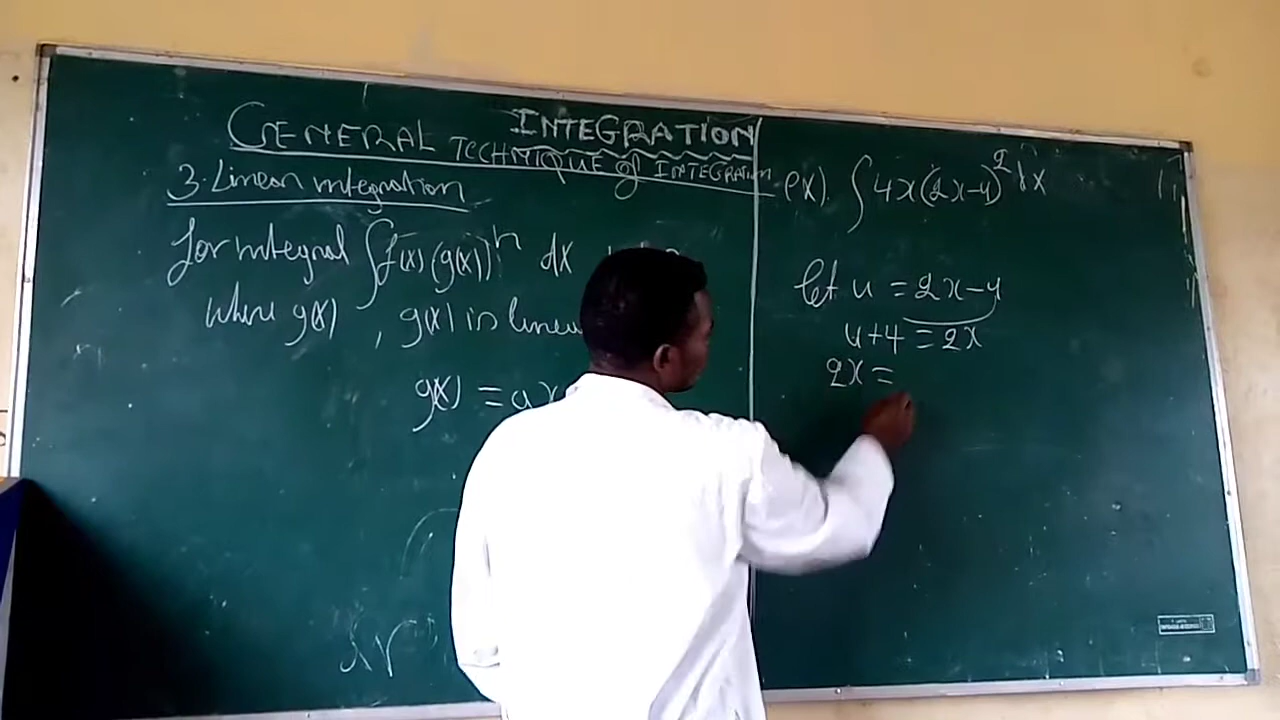 INTEGRATION
GENERAL TECHNIQUE of INTEGRATION
3. Linear integration
for integral ∫f(x)(g(x))^n dx
where g(x), g(x) is linear
g(x) = ax
ex). ∫4x(2x-4)^2 dx
let u = 2x-4
u+4 = 2x
2x =